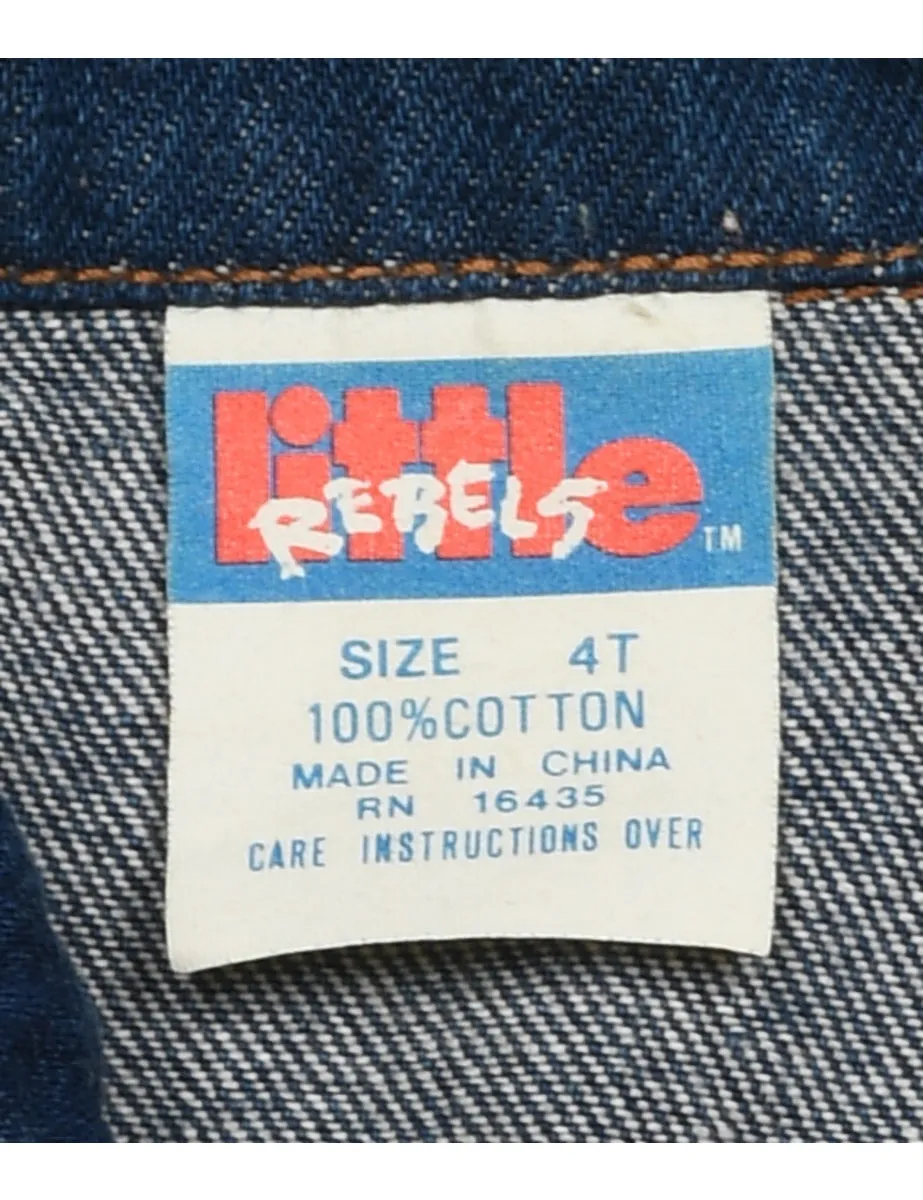 little
REBELS
TM
SIZE 4T
100%COTTON
MADE IN CHINA
RN 16435
CARE INSTRUCTIONS OVER